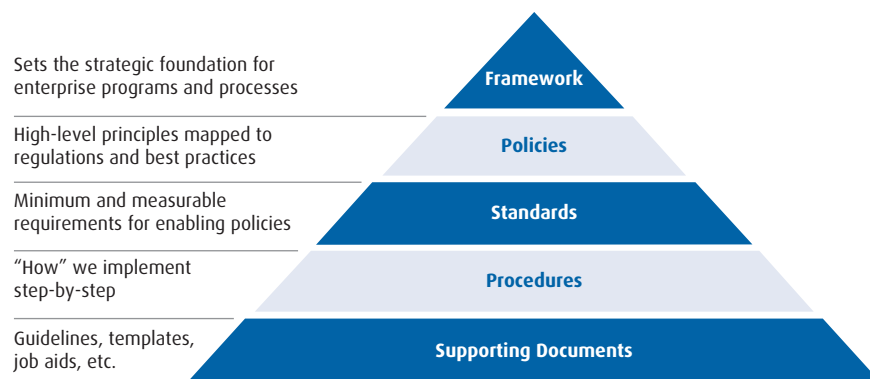 Sets the strategic foundation for
enterprise programs and processes
Framework
High-level principles mapped to
regulations and best practices
Policies
Minimum and measurable
requirements for enabling policies
Standards
“How” we implement
step-by-step
Procedures
Guidelines, templates,
job aids, etc.
Supporting Documents